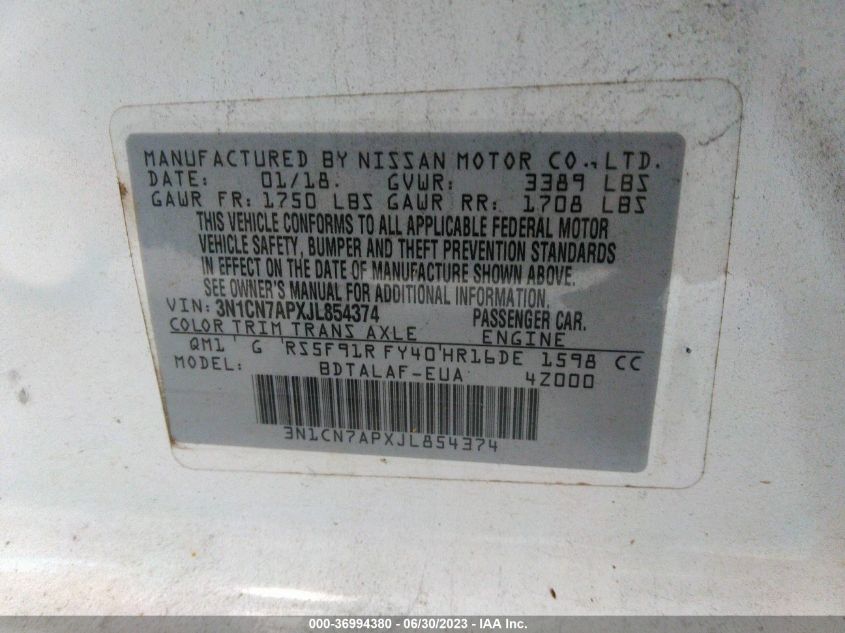 MANUFACTURED BY NISSAN MOTOR CO., LTD.
DATE: 01/18. GVWR: 3389 LBS
GAWR FR: 1750 LBS GAWR RR: 1708 LBS
THIS VEHICLE CONFORMS TO ALL APPLICABLE FEDERAL MOTOR
VEHICLE SAFETY, BUMPER AND THEFT PREVENTION STANDARDS
IN EFFECT ON THE DATE OF MANUFACTURE SHOWN ABOVE.
SEE OWNER'S MANUAL FOR ADDITIONAL INFORMATION.
VIN: 3N1CN7APXJL854374 PASSENGER CAR.
COLOR TRIM TRANS AXLE ENGINE
QM1 G RS5F91R FY40 HR16DE 1598 CC
MODEL: BDTALAF-EUA 4Z000
3N1CN7APXJL854374
000-36994380 - 06/30/2023 - IAA Inc.